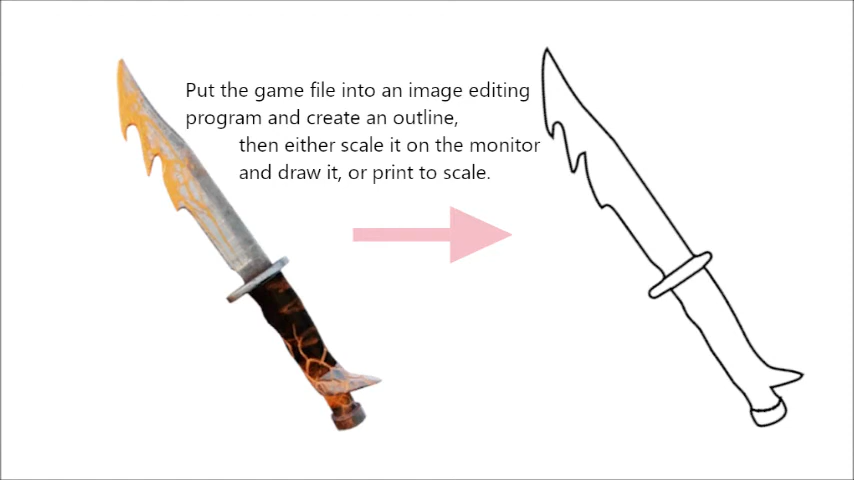 Put the game file into an image editing
program and create an outline,
then either scale it on the monitor
and draw it, or print to scale.